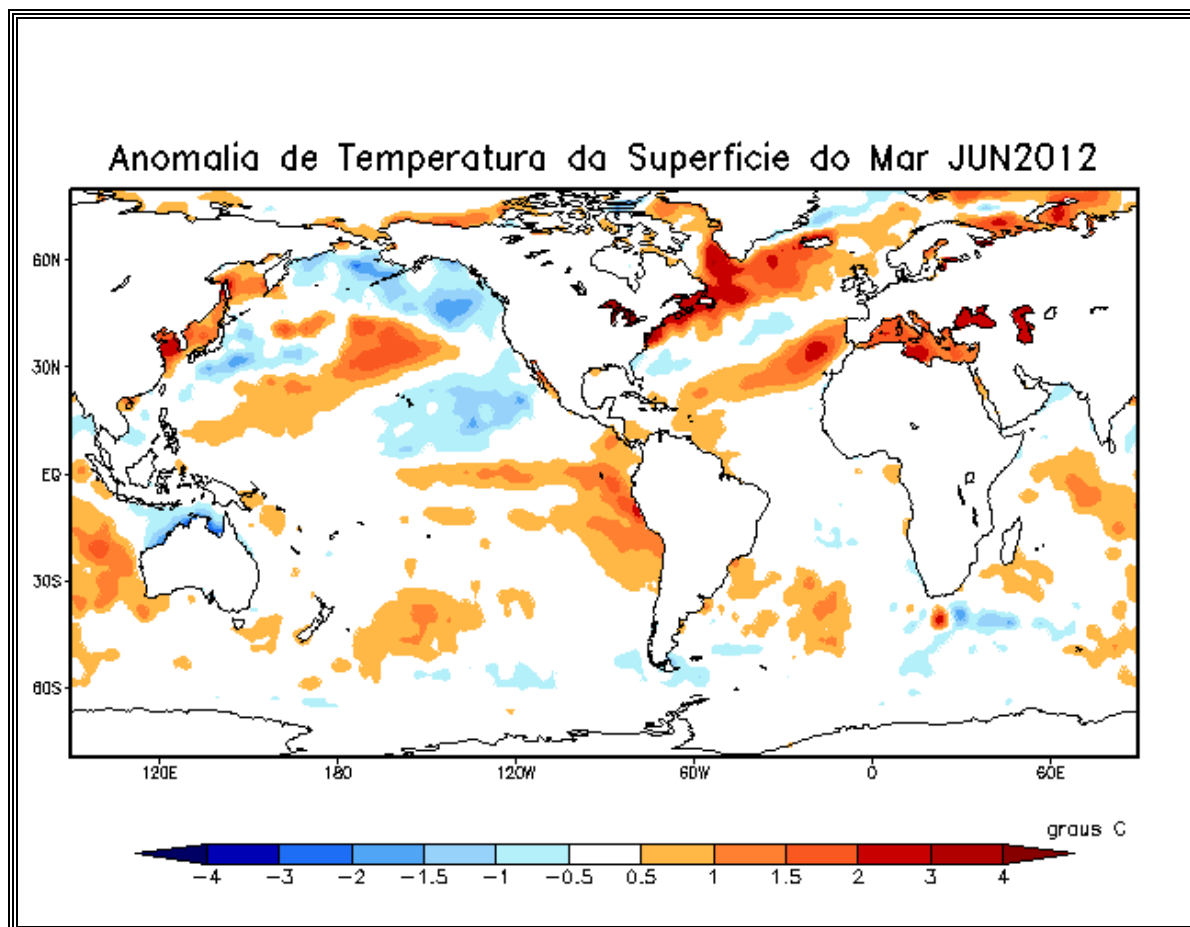 Anomalia de Temperatura da Superficie do Mar JUN2012
60N
30N
EQ
30S
60S
120E 180 120W 60W 0 60E
graus C
-4 -3 -2 -1.5 -1 -0.5 0.5 1 1.5 2 3 4